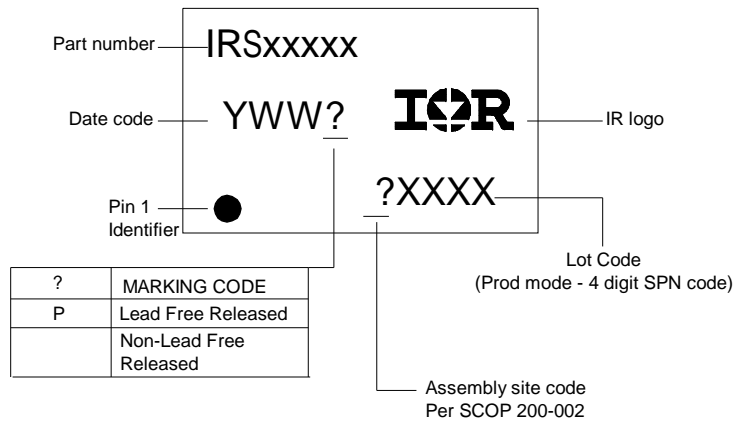 Part number
IRSxxxxx
Date code
YWW?
IOR
IR logo
?XXXX
Pin 1
Identifier
Lot Code
(Prod mode - 4 digit SPN code)
? MARKING CODE
P Lead Free Released
Non-Lead Free
Released
Assembly site code
Per SCOP 200-002